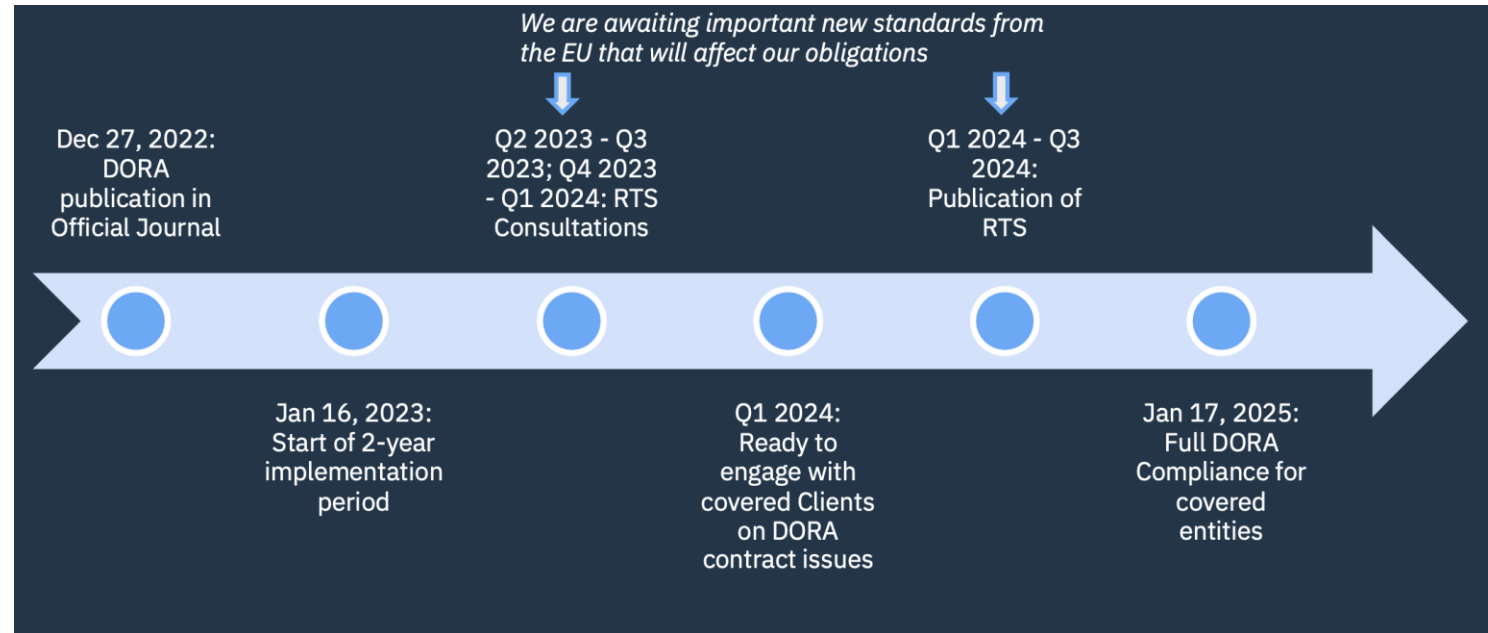 We are awaiting important new standards from
the EU that will affect our obligations
Dec 27, 2022:
DORA
publication in
Official Journal
Q2 2023 - Q3
2023; Q4 2023
- Q1 2024: RTS
Consultations
Q1 2024 - Q3
2024:
Publication of
RTS
Jan 16, 2023:
Start of 2-year
implementation
period
Q1 2024:
Ready to
engage with
covered Clients
on DORA
contract issues
Jan 17, 2025:
Full DORA
Compliance for
covered
entities